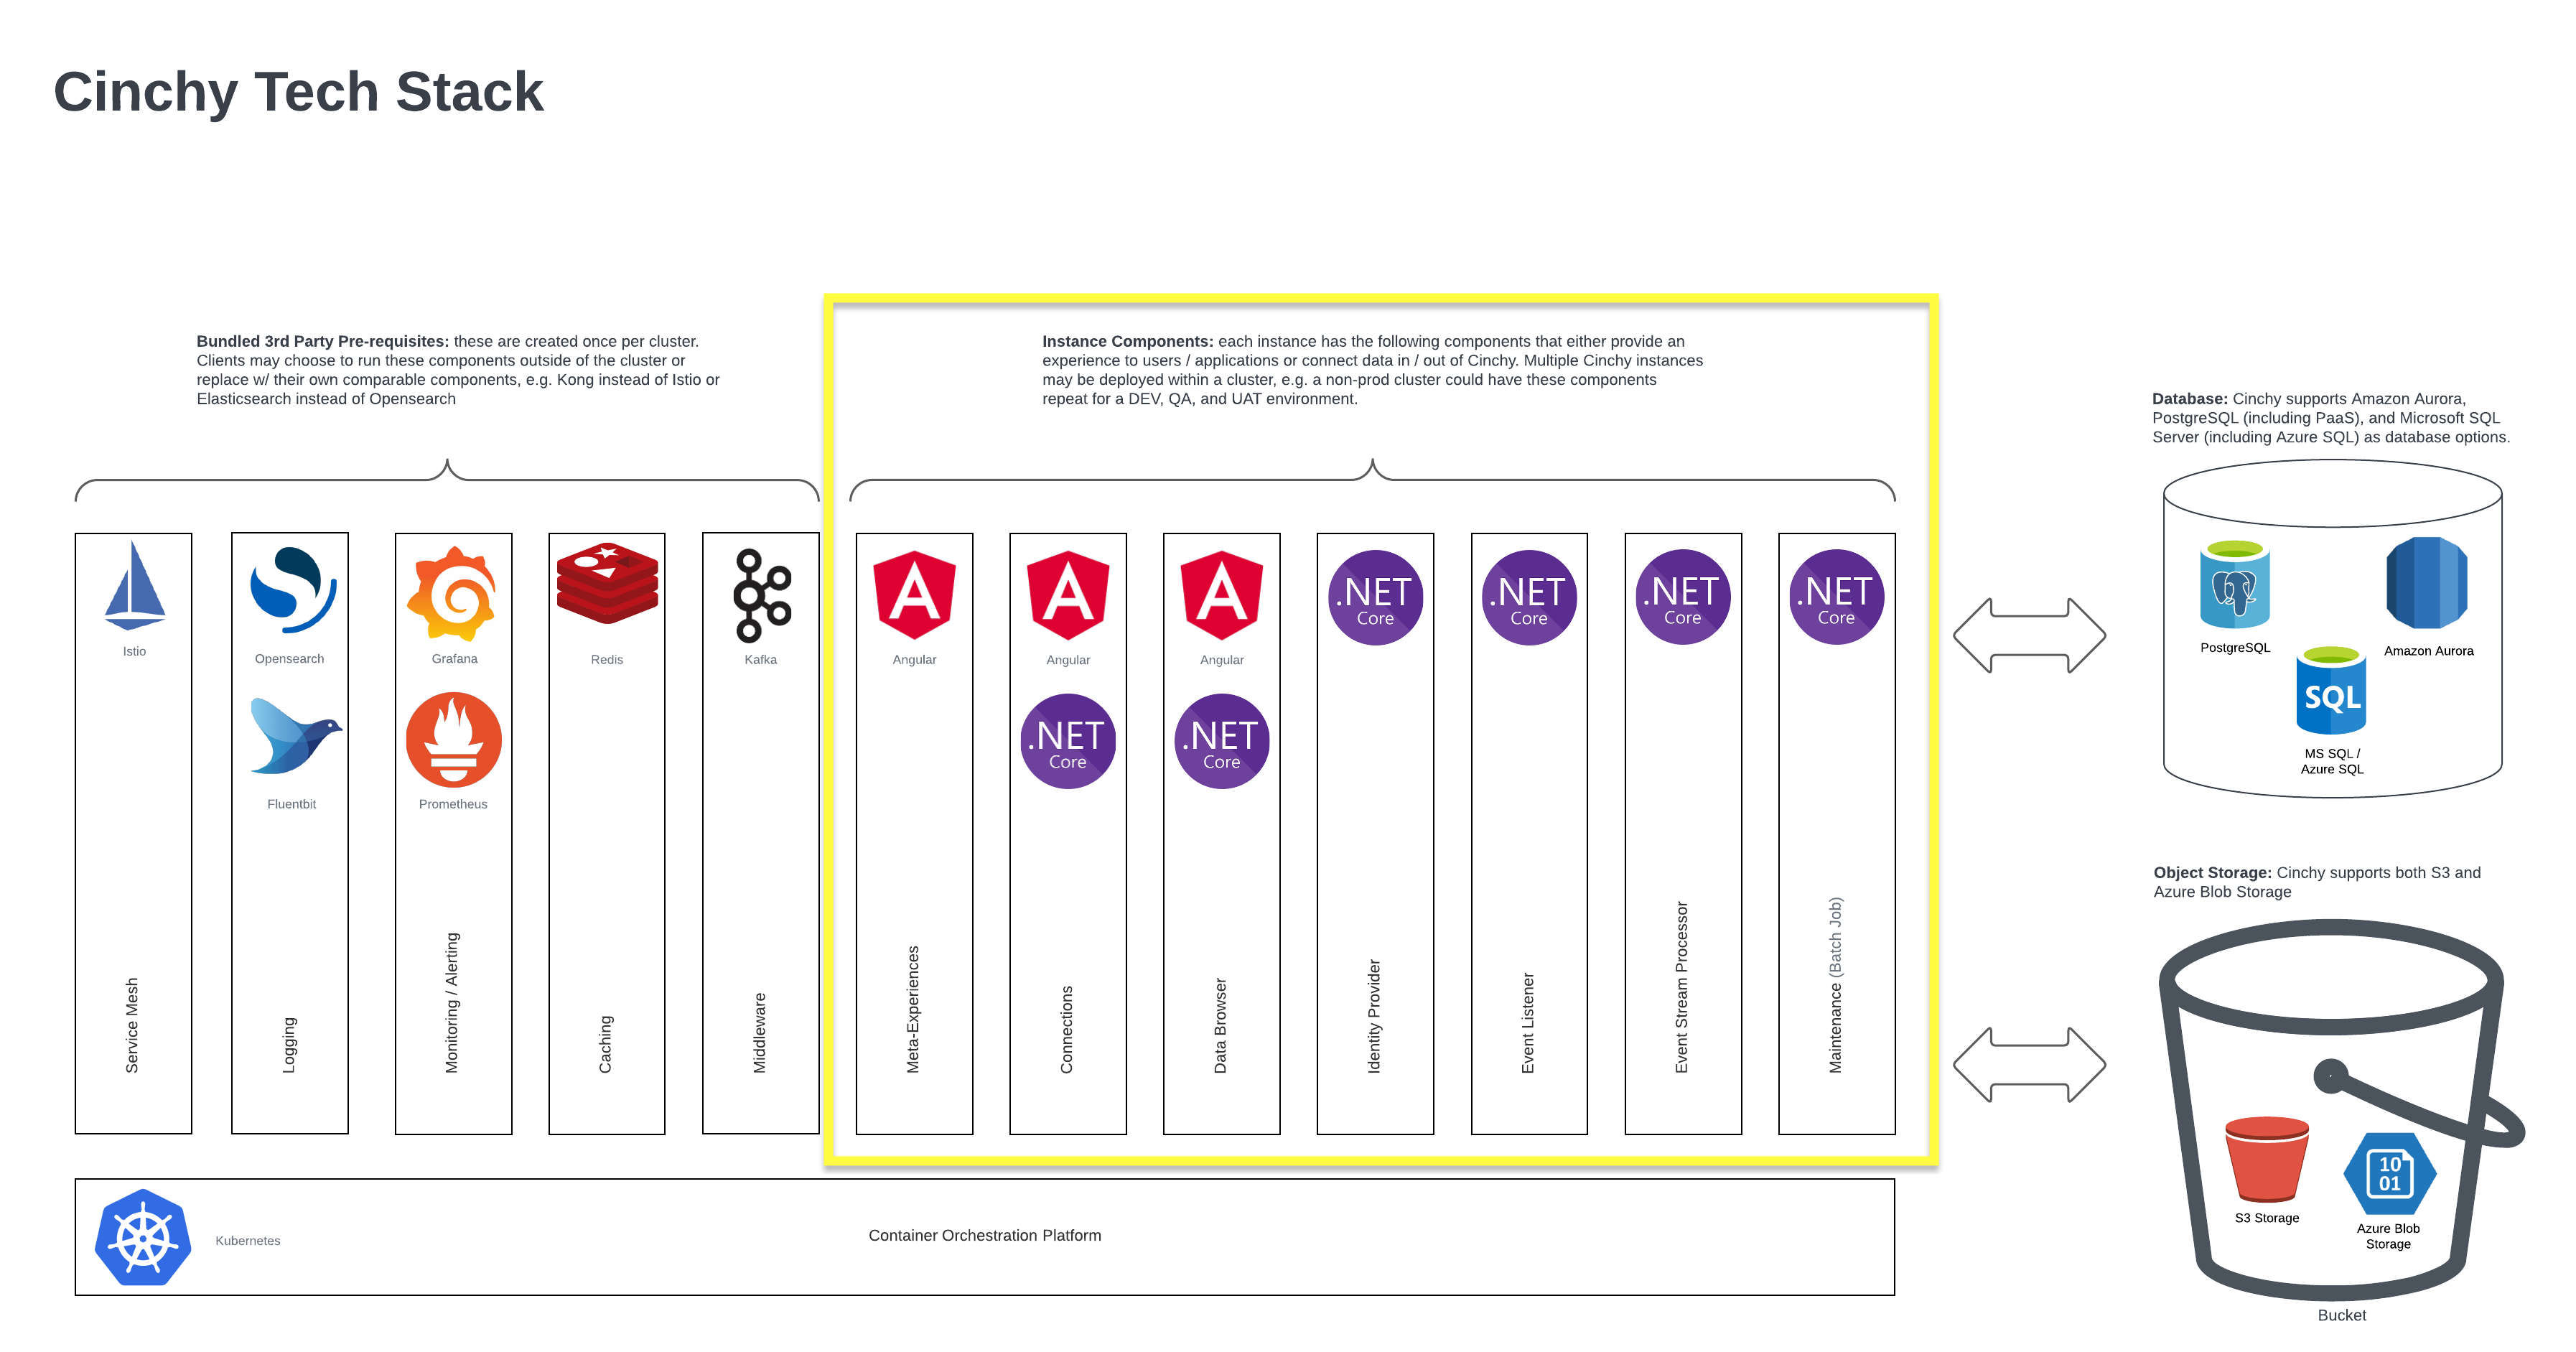 Cinchy Tech Stack
Bundled 3rd Party Pre-requisites: these are created once per cluster.
Clients may choose to run these components outside of the cluster or
replace w/ their own comparable components, e.g. Kong instead of Istio or
Elasticsearch instead of Opensearch
Instance Components: each instance has the following components that either provide an
experience to users / applications or connect data in / out of Cinchy. Multiple Cinchy instances
may be deployed within a cluster, e.g. a non-prod cluster could have these components
repeat for a DEV, QA, and UAT environment.
Database: Cinchy supports Amazon Aurora,
PostgreSQL (including PaaS), and Microsoft SQL
Server (including Azure SQL) as database options.
Istio
Service Mesh
Opensearch
Fluentbit
Logging
Grafana
Prometheus
Monitoring / Alerting
Redis
Caching
Kafka
Middleware
A
Angular
Meta-Experiences
A
Angular
.NET
Core
Connections
A
Angular
.NET
Core
Data Browser
.NET
Core
Identity Provider
.NET
Core
Event Listener
.NET
Core
Event Stream Processor
.NET
Core
Maintenance (Batch Job)
PostgreSQL
Amazon Aurora
SQL
MS SQL /
Azure SQL
Object Storage: Cinchy supports both S3 and
Azure Blob Storage
S3 Storage
10
01
Azure Blob
Storage
Bucket
Kubernetes
Container Orchestration Platform